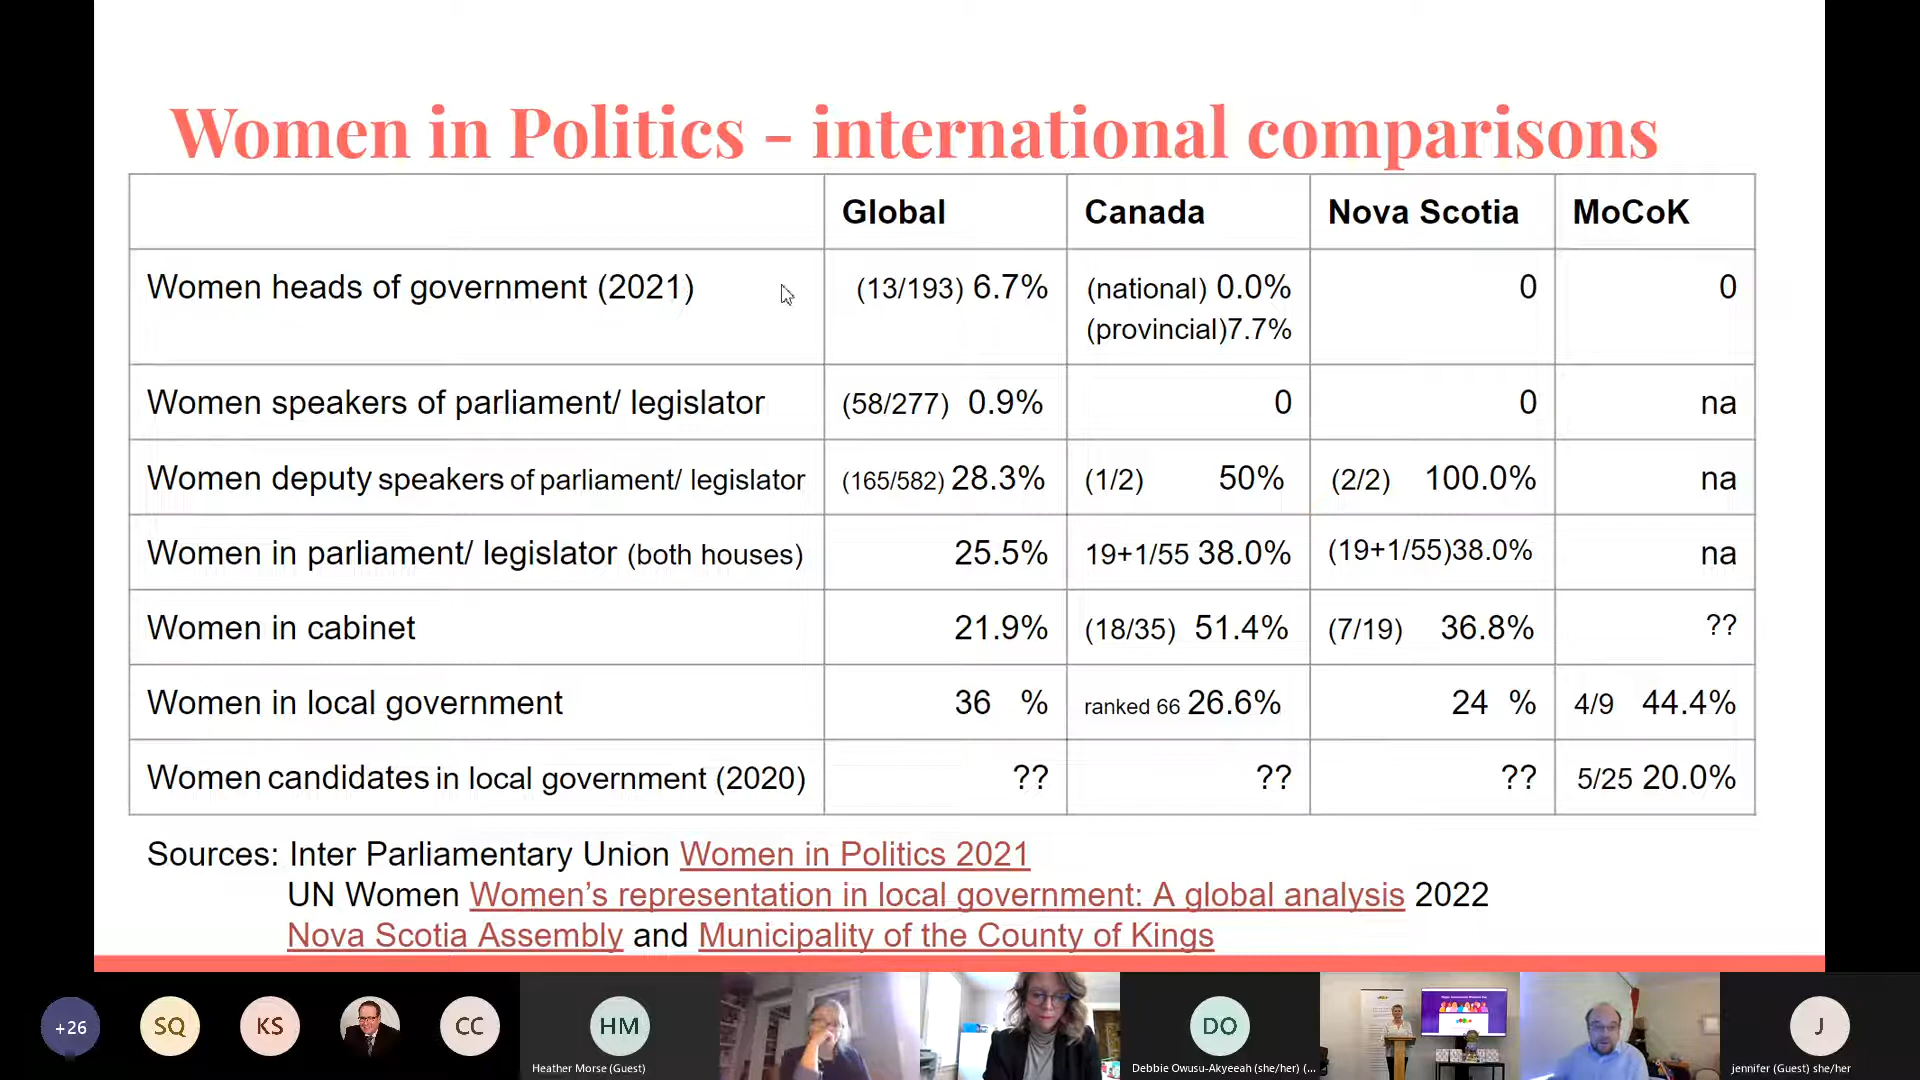 Women in Politics - international comparisons
Global Canada Nova Scotia MoCoK
Women heads of government (2021) (13/193) 6.7% (national) 0.0% 0 0
(provincial)7.7%
Women speakers of parliament/ legislator (58/277) 0.9% 0 0 na
Women deputy speakers of parliament/ legislator (165/582) 28.3% (1/2) 50% (2/2) 100.0% na
Women in parliament/ legislator (both houses) 25.5% 19+1/55 38.0% (19+1/55)38.0% na
Women in cabinet 21.9% (18/35) 51.4% (7/19) 36.8% ??
Women in local government 36 % ranked 66 26.6% 24 % 4/9 44.4%
Women candidates in local government (2020) ?? ?? ?? 5/25 20.0%
Sources: Inter Parliamentary Union Women in Politics 2021
UN Women Women's representation in local government: A global analysis 2022
Nova Scotia Assembly and Municipality of the County of Kings
+26 SQ KS CC HM DO J
Heather Morse (Guest) Debbie Owusu-Akyeeah (she/her) (... jennifer (Guest) she/her